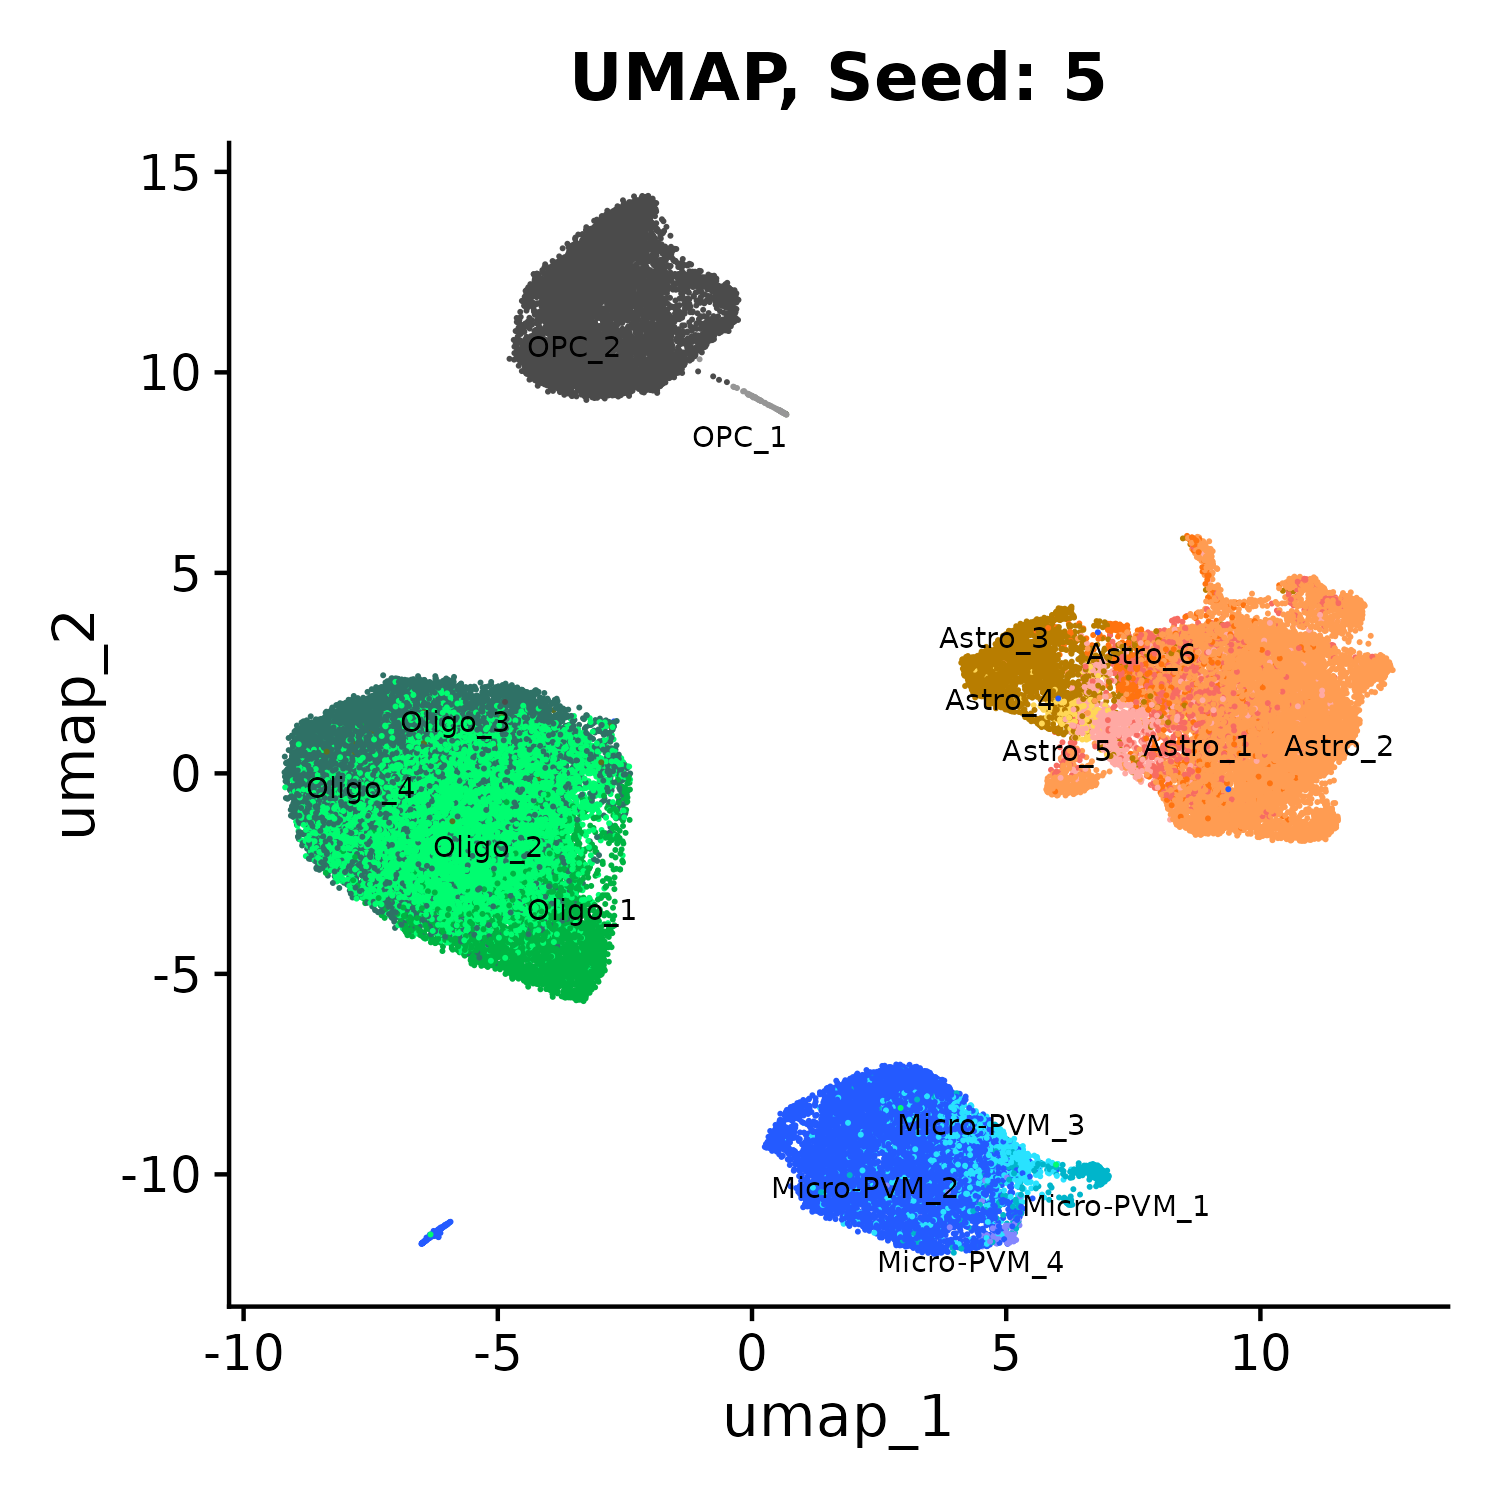 UMAP, Seed: 5
umap_2
15
10
5
0
-5
-10
OPC_2
OPC_1
Astro_3
Astro_6
Astro_4
Astro_5
Astro_1
Astro_2
Oligo_3
Oligo_4
Oligo_2
Oligo_1
Micro-PVM_3
Micro-PVM_2
Micro-PVM_1
Micro-PVM_4
-10
-5
0
5
10
umap_1